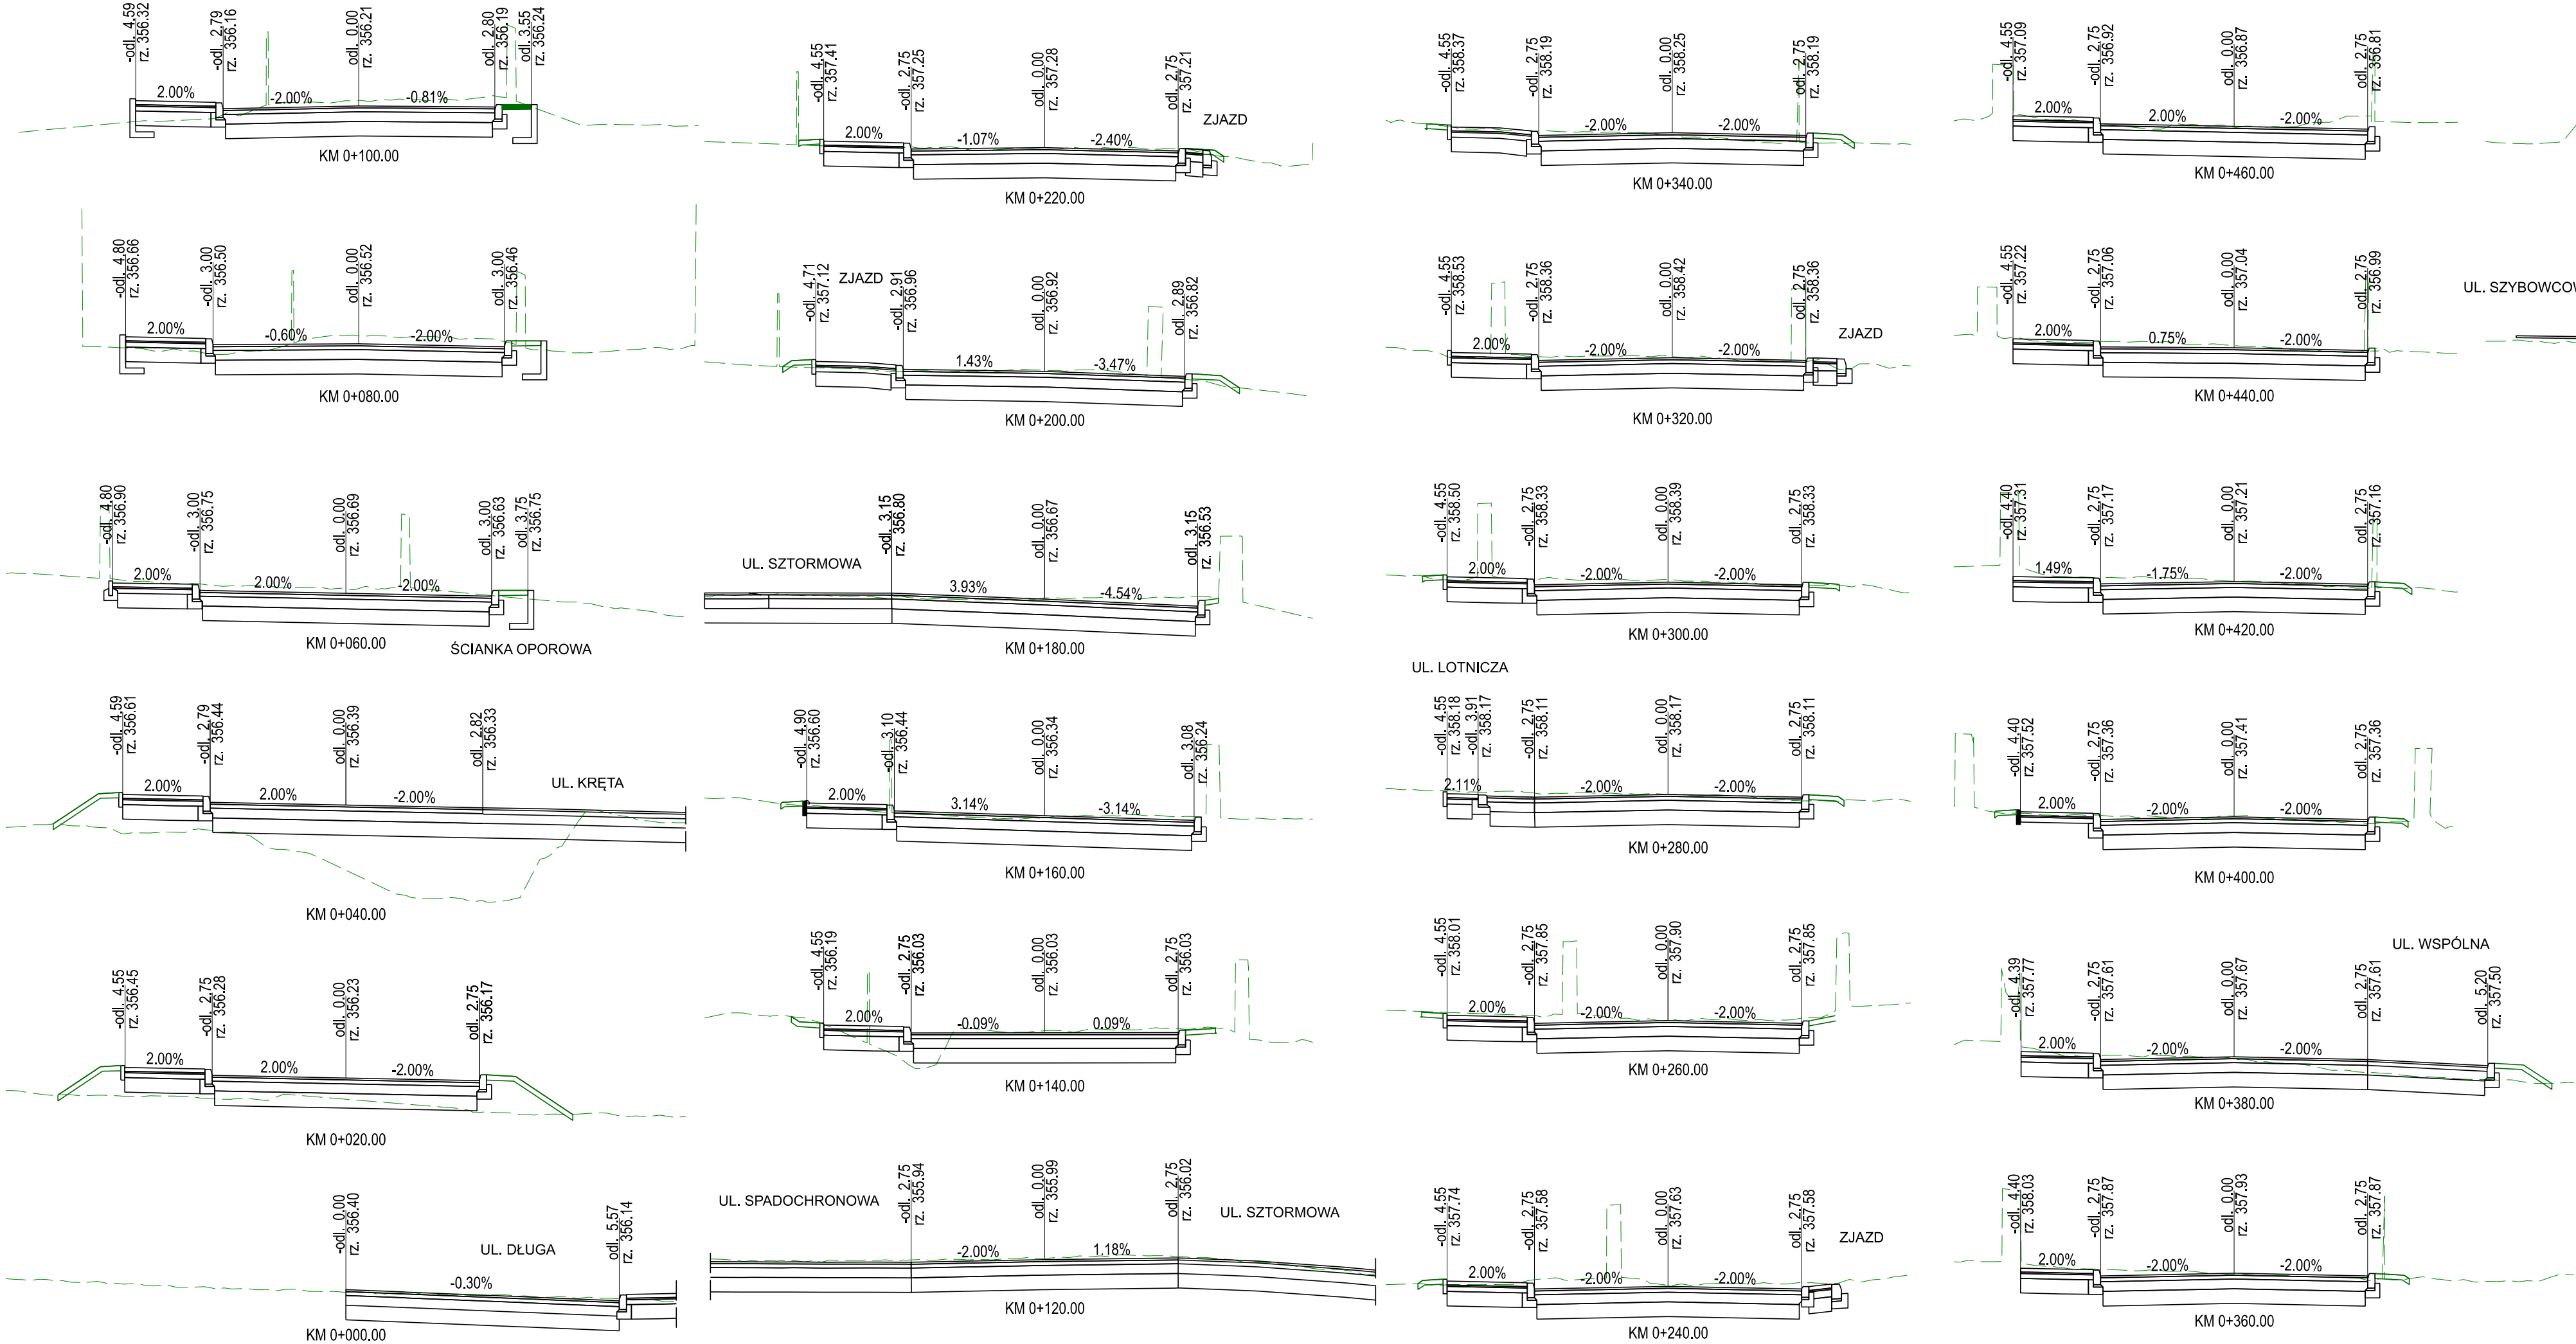 -odl. 4.59
rz. 356.32
-odl. 2.79
rz. 356.16
odl. 0.00
rz. 356.21
odl. 2.80
rz. 356.19
odl. 3.55
rz. 356.24
2.00%
-2.00%
-0.81%
KM 0+100.00
-odl. 4.80
rz. 356.66
-odl. 3.00
rz. 356.50
odl. 0.00
rz. 356.52
odl. 3.00
rz. 356.46
2.00%
-0.60%
-2.00%
KM 0+080.00
-odl. 4.80
rz. 356.90
-odl. 3.00
rz. 356.75
odl. 0.00
rz. 356.69
odl. 3.00
rz. 356.63
odl. 3.75
rz. 356.75
2.00%
2.00%
-2.00%
KM 0+060.00
ŚCIANKA OPOROWA
-odl. 4.59
rz. 356.61
-odl. 2.79
rz. 356.44
odl. 0.00
rz. 356.39
odl. 2.82
rz. 356.33
UL. KRĘTA
2.00%
2.00%
-2.00%
KM 0+040.00
-odl. 4.55
rz. 356.45
-odl. 2.75
rz. 356.28
odl. 0.00
rz. 356.23
odl. 2.75
rz. 356.17
2.00%
2.00%
-2.00%
KM 0+020.00
-odl. 0.00
rz. 356.40
odl. 5.57
rz. 356.14
UL. DŁUGA
-0.30%
KM 0+000.00
-odl. 4.55
rz. 357.41
-odl. 2.75
rz. 357.25
odl. 0.00
rz. 357.28
odl. 2.75
rz. 357.21
ZJAZD
2.00%
-1.07%
-2.40%
KM 0+220.00
-odl. 4.71
rz. 357.12
ZJAZD
-odl. 2.91
rz. 356.96
odl. 0.00
rz. 356.92
odl. 2.89
rz. 356.82
1.43%
-3.47%
KM 0+200.00
-odl. 3.15
rz. 356.80
odl. 0.00
rz. 356.67
odl. 3.15
rz. 356.53
UL. SZTORMOWA
3.93%
-4.54%
KM 0+180.00
-odl. 4.90
rz. 356.60
-odl. 3.10
rz. 356.44
odl. 0.00
rz. 356.34
odl. 3.08
rz. 356.24
2.00%
3.14%
-3.14%
KM 0+160.00
-odl. 4.55
rz. 356.19
-odl. 2.75
rz. 356.03
odl. 0.00
rz. 356.03
odl. 2.75
rz. 356.03
2.00%
-0.09%
0.09%
KM 0+140.00
UL. SPADOCHRONOWA
-odl. 2.75
rz. 355.94
odl. 0.00
rz. 355.99
odl. 2.75
rz. 356.02
UL. SZTORMOWA
-2.00%
1.18%
KM 0+120.00
-odl. 4.55
rz. 358.37
-odl. 2.75
rz. 358.19
odl. 0.00
rz. 358.25
odl. 2.75
rz. 358.19
-2.00%
-2.00%
KM 0+340.00
-odl. 4.55
rz. 358.53
-odl. 2.75
rz. 358.36
odl. 0.00
rz. 358.42
odl. 2.75
rz. 358.36
ZJAZD
2.00%
-2.00%
-2.00%
KM 0+320.00
-odl. 4.55
rz. 358.50
-odl. 2.75
rz. 358.33
odl. 0.00
rz. 358.39
odl. 2.75
rz. 358.33
2.00%
-2.00%
-2.00%
KM 0+300.00
UL. LOTNICZA
-odl. 4.55
rz. 358.18
-odl. 3.91
rz. 358.17
-odl. 2.75
rz. 358.11
odl. 0.00
rz. 358.17
odl. 2.75
rz. 358.11
2.11%
-2.00%
-2.00%
KM 0+280.00
-odl. 4.55
rz. 358.01
-odl. 2.75
rz. 357.85
odl. 0.00
rz. 357.90
odl. 2.75
rz. 357.85
2.00%
-2.00%
-2.00%
KM 0+260.00
-odl. 4.55
rz. 357.74
-odl. 2.75
rz. 357.58
odl. 0.00
rz. 357.63
odl. 2.75
rz. 357.58
ZJAZD
2.00%
-2.00%
-2.00%
KM 0+240.00
-odl. 4.55
rz. 357.09
-odl. 2.75
rz. 356.92
odl. 0.00
rz. 356.87
odl. 2.75
rz. 356.81
2.00%
2.00%
-2.00%
KM 0+460.00
-odl. 4.55
rz. 357.22
-odl. 2.75
rz. 357.06
odl. 0.00
rz. 357.04
odl. 2.75
rz. 356.99
UL. SZYBOWCOW
2.00%
0.75%
-2.00%
KM 0+440.00
-odl. 4.40
rz. 357.31
-odl. 2.75
rz. 357.17
odl. 0.00
rz. 357.21
odl. 2.75
rz. 357.16
1.49%
-1.75%
-2.00%
KM 0+420.00
-odl. 4.40
rz. 357.52
-odl. 2.75
rz. 357.36
odl. 0.00
rz. 357.41
odl. 2.75
rz. 357.36
2.00%
-2.00%
-2.00%
KM 0+400.00
UL. WSPÓLNA
-odl. 4.39
rz. 357.77
-odl. 2.75
rz. 357.61
odl. 0.00
rz. 357.67
odl. 2.75
rz. 357.61
odl. 5.20
rz. 357.50
2.00%
-2.00%
-2.00%
KM 0+380.00
-odl. 4.40
rz. 358.03
-odl. 2.75
rz. 357.87
odl. 0.00
rz. 357.93
odl. 2.75
rz. 357.87
2.00%
-2.00%
-2.00%
KM 0+360.00